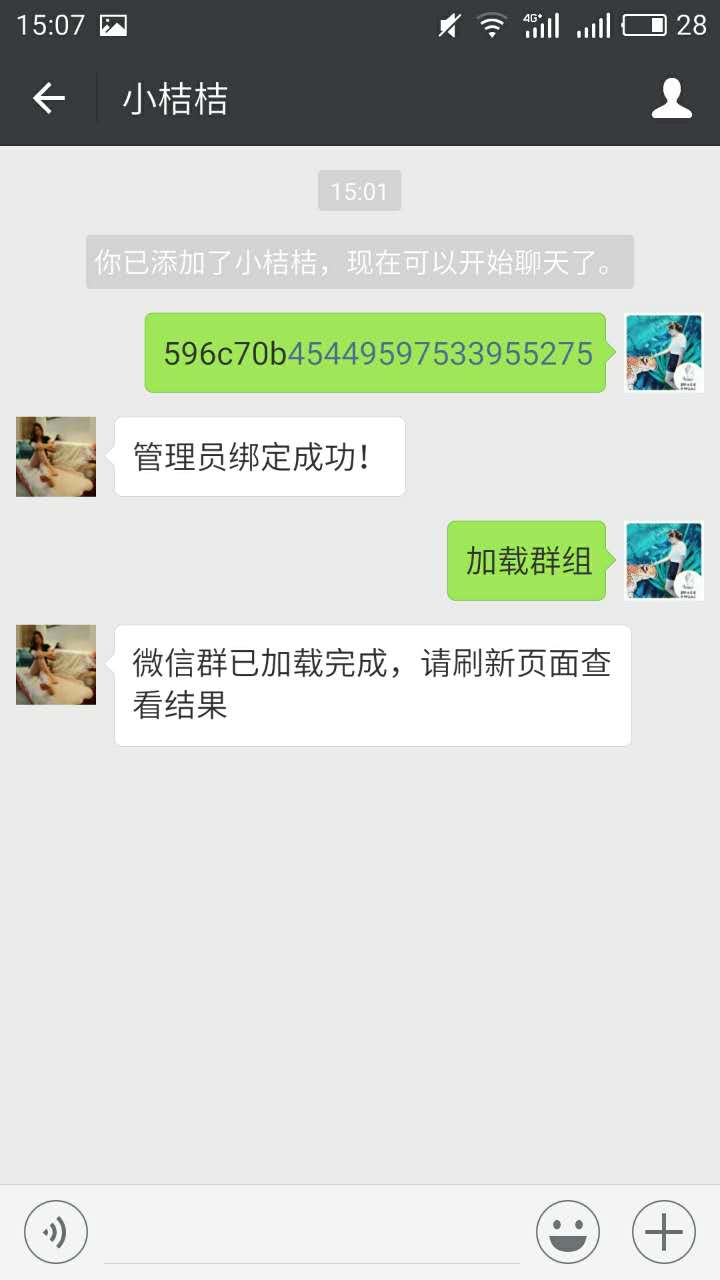 15:07
4G+
28
小桔桔
15:01
你已添加了小桔桔，现在可以开始聊天了。
596c70b45449597533955275
管理员绑定成功！
加载群组
微信群已加载完成，请刷新页面查
看结果